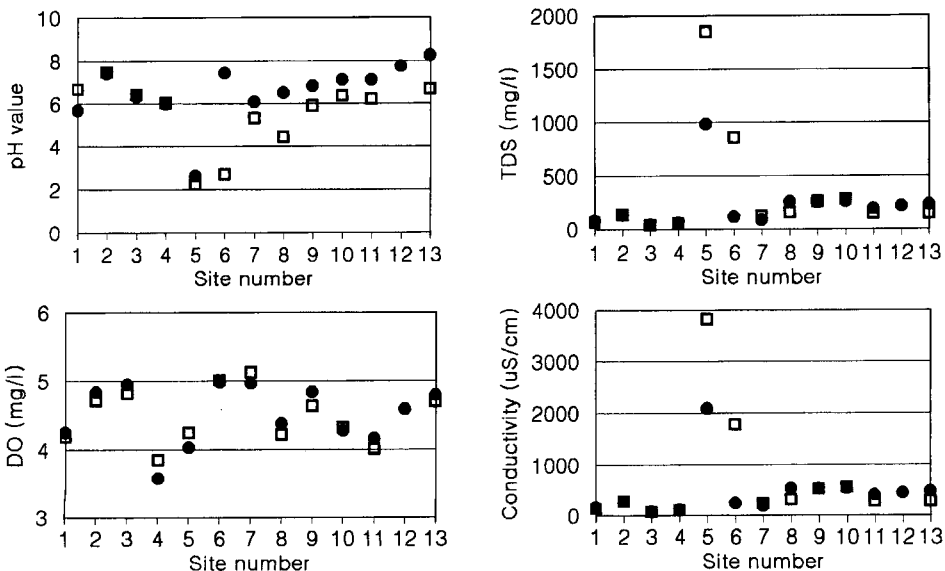 pH value
10
8
6
4
2
0
1 2 3 4 5 6 7 8 9 10 11 12 13
Site number
TDS (mg/l)
2000
1500
1000
500
0
1 2 3 4 5 6 7 8 9 10 11 12 13
Site number
DO (mg/l)
6
5
4
3
1 2 3 4 5 6 7 8 9 10 11 12 13
Site number
Conductivity (uS/cm)
4000
3000
2000
1000
0
1 2 3 4 5 6 7 8 9 10 11 12 13
Site number